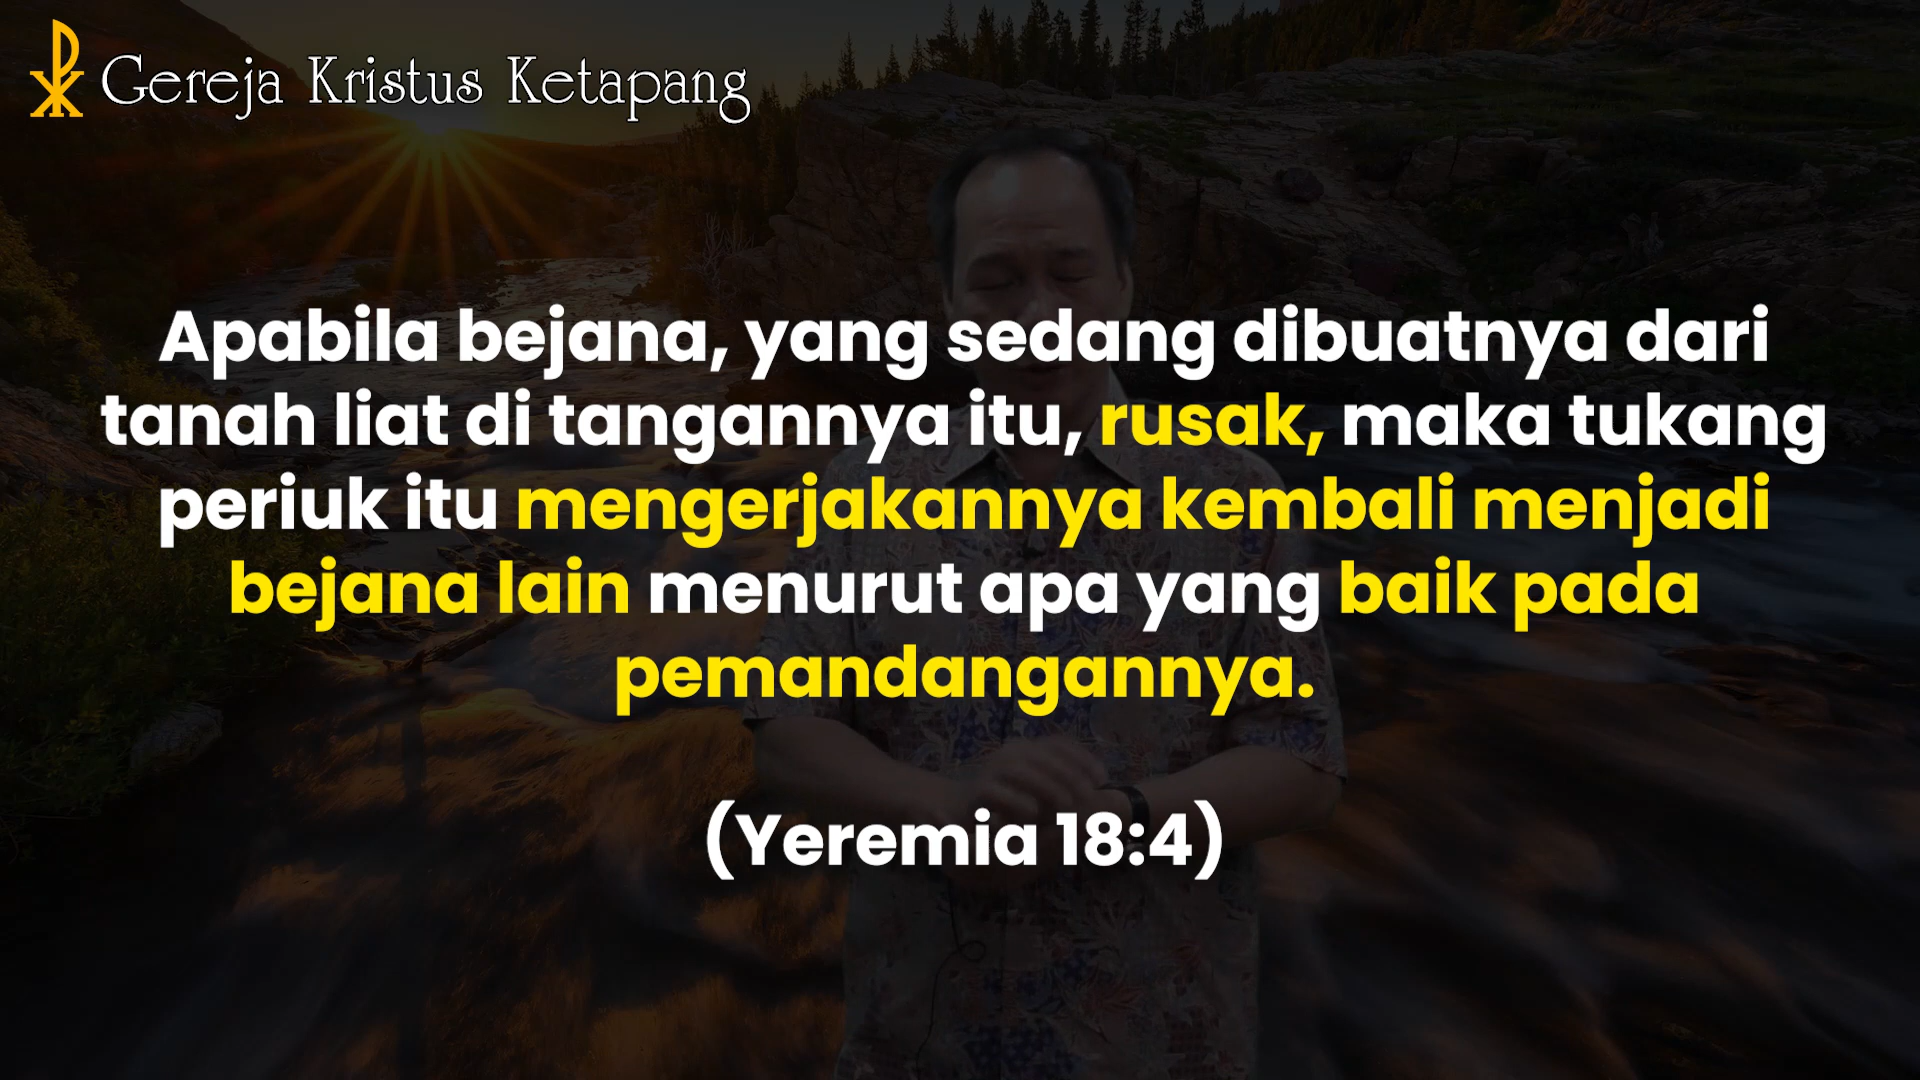 Gereja Kristus Ketapang
Apabila bejana, yang sedang dibuatnya dari
tanah liat di tangannya itu, rusak, maka tukang
periuk itu mengerjakannya kembali menjadi
bejana lain menurut apa yang baik pada
pemandangannya.
(Yeremia 18:4)